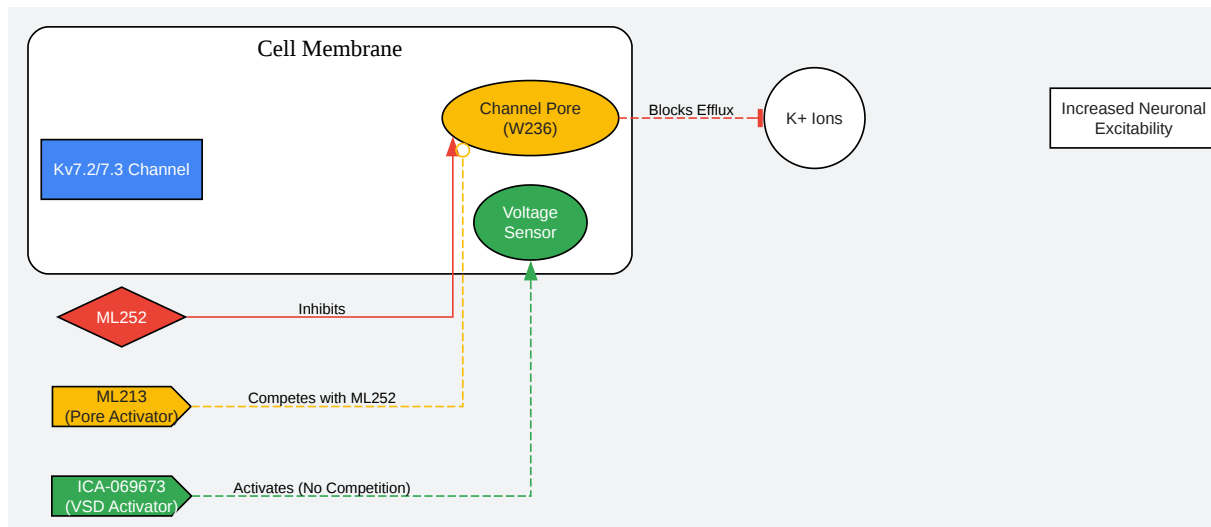 Cell Membrane
Channel Pore
(W236)
Blocks Efflux
K+ Ions
Increased Neuronal
Excitability
Kv7.2/7.3 Channel
Voltage
Sensor
ML252
Inhibits
ML213
(Pore Activator)
Competes with ML252
ICA-069673
(VSD Activator)
Activates (No Competition)